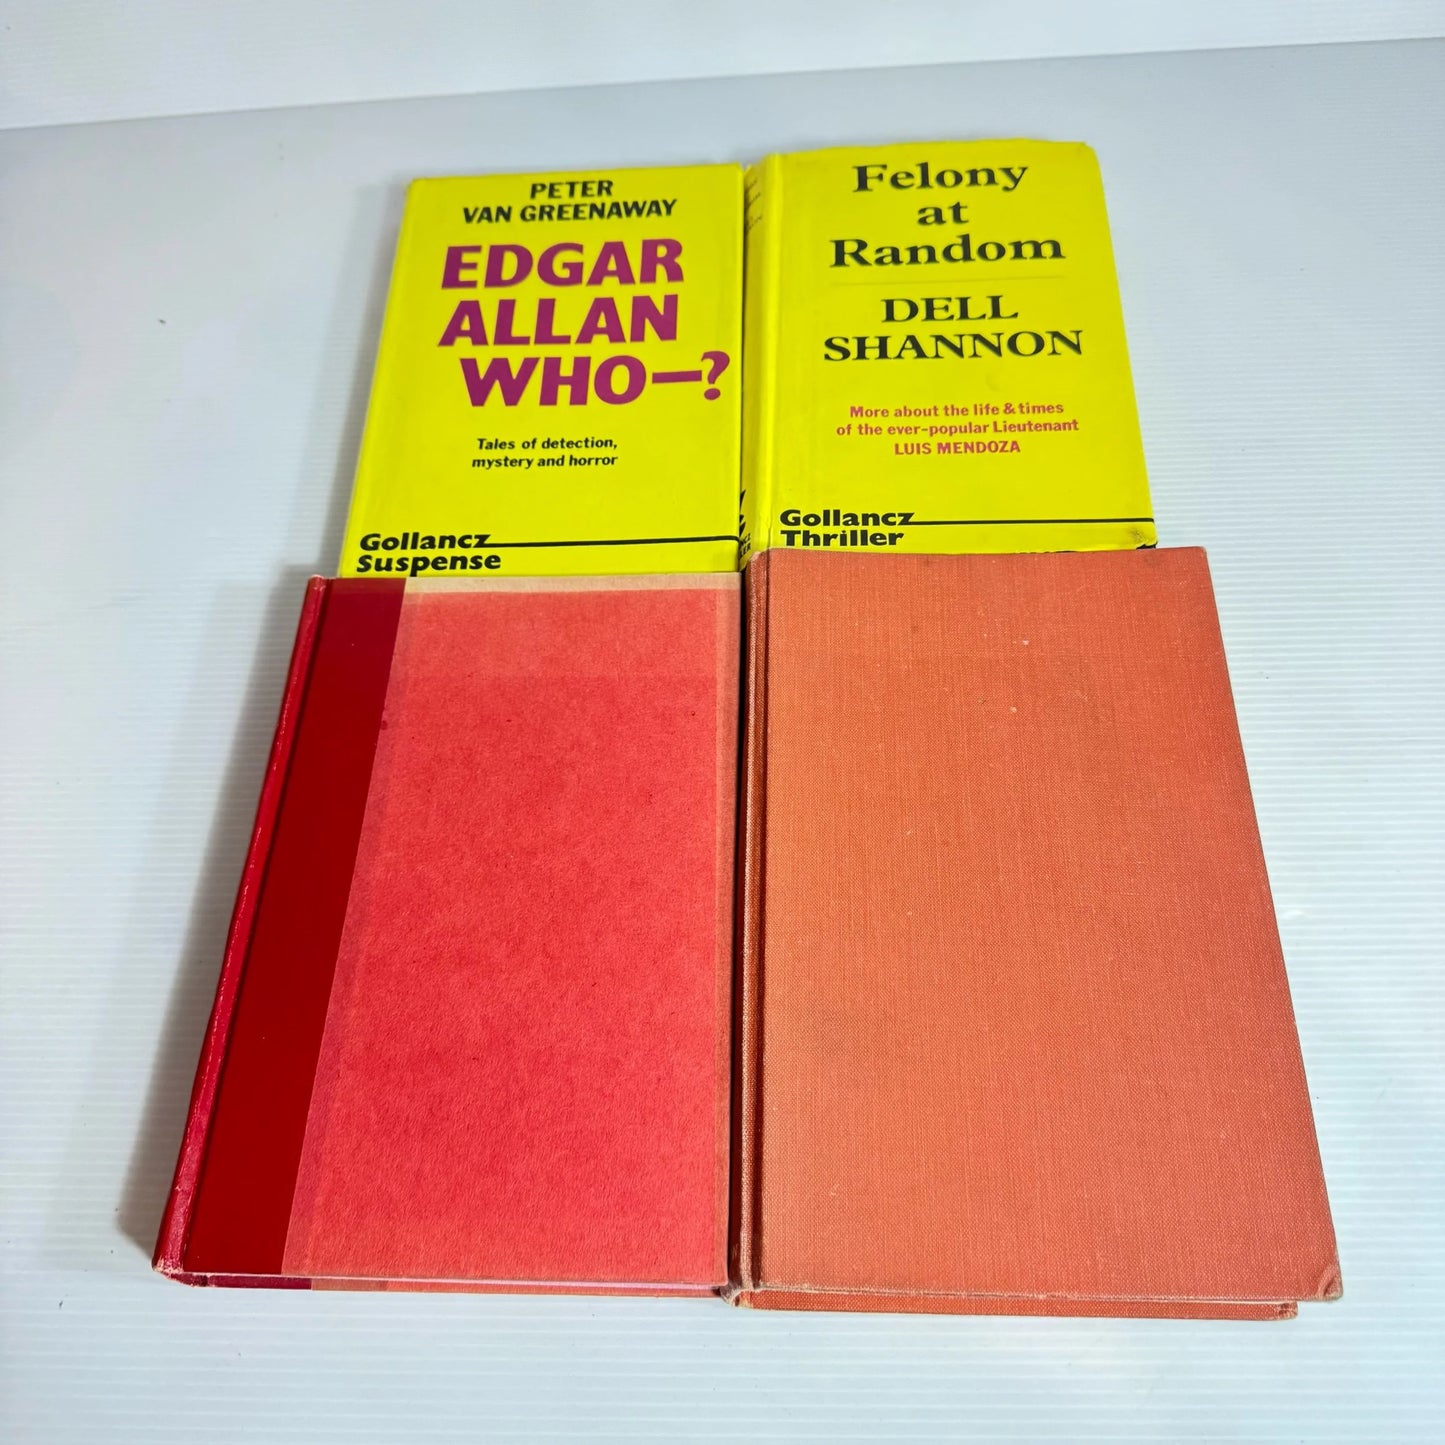 PETER
VAN GREENAWAY
EDGAR
ALLAN
WHO—?
Tales of detection,
mystery and horror
Gollancz
Suspense
Felony
at
Random
DELL
SHANNON
More about the life & times
of the ever-popular Lieutenant
LUIS MENDOZA
Gollancz
Thriller